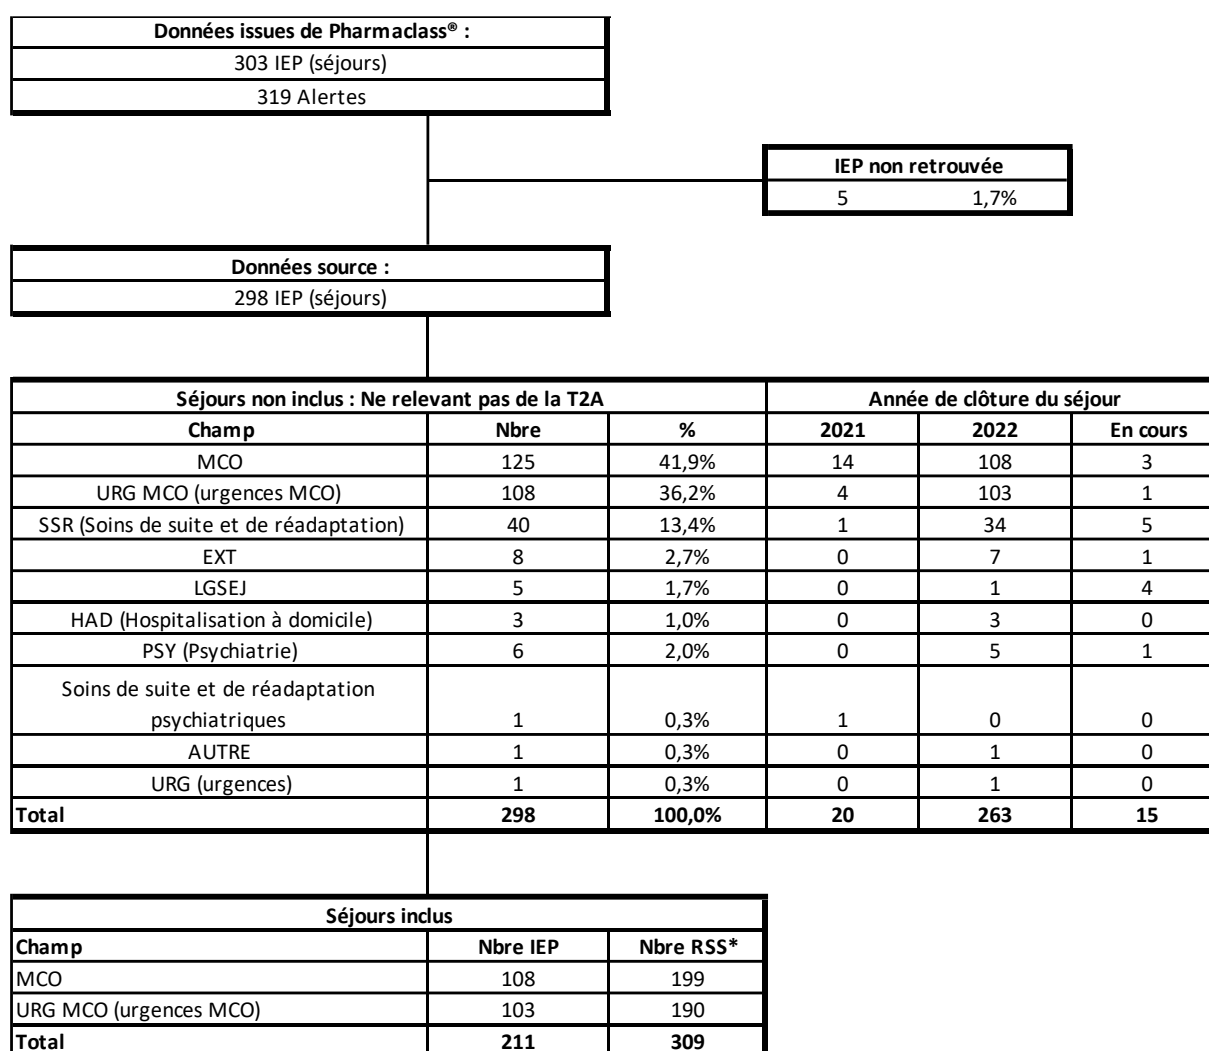 Données issues de Pharmaclass® :
303 IEP (séjours)
319 Alertes
IEP non retrouvée
5 1,7%
Données source :
298 IEP (séjours)
Séjours non inclus : Ne relevant pas de la T2A Année de clôture du séjour
Champ Nbre % 2021 2022 En cours
MCO 125 41,9% 14 108 3
URG MCO (urgences MCO) 108 36,2% 4 103 1
SSR (Soins de suite et de réadaptation) 40 13,4% 1 34 5
EXT 8 2,7% 0 7 1
LGSEJ 5 1,7% 0 1 4
HAD (Hospitalisation à domicile) 3 1,0% 0 3 0
PSY (Psychiatrie) 6 2,0% 0 5 1
Soins de suite et de réadaptation
psychiatriques 1 0,3% 1 0 0
AUTRE 1 0,3% 0 1 0
URG (urgences) 1 0,3% 0 1 0
Total 298 100,0% 20 263 15
Séjours inclus
Champ Nbre IEP Nbre RSS*
MCO 108 199
URG MCO (urgences MCO) 103 190
Total 211 309